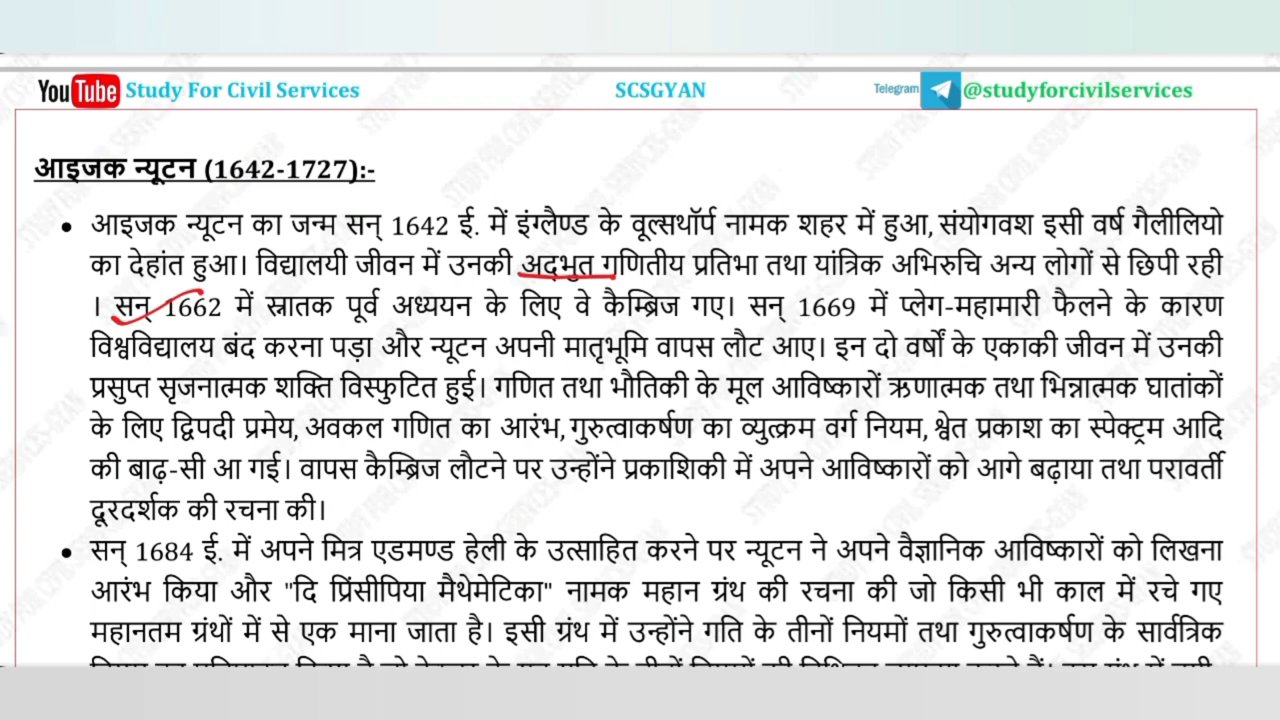 YouTube Study For Civil Services SCSGYAN Telegram @studyforcivilservices
आइजक न्यूटन (1642-1727):-
• आइजक न्यूटन का जन्म सन् 1642 ई. में इंग्लैण्ड के वूल्सथॉर्प नामक शहर में हुआ, संयोगवश इसी वर्ष गैलीलियो
का देहांत हुआ। विद्यालयी जीवन में उनकी अदभुत गणितीय प्रतिभा तथा यांत्रिक अभिरुचि अन्य लोगों से छिपी रही
। सन् 1662 में स्नातक पूर्व अध्ययन के लिए वे कैम्ब्रिज गए। सन् 1669 में प्लेग-महामारी फैलने के कारण
विश्वविद्यालय बंद करना पड़ा और न्यूटन अपनी मातृभूमि वापस लौट आए। इन दो वर्षों के एकाकी जीवन में उनकी
प्रसुप्त सृजनात्मक शक्ति विस्फुटित हुई। गणित तथा भौतिकी के मूल आविष्कारों ऋणात्मक तथा भिन्नात्मक घातांकों
के लिए द्विपदी प्रमेय, अवकल गणित का आरंभ, गुरुत्वाकर्षण का व्युत्क्रम वर्ग नियम, श्वेत प्रकाश का स्पेक्ट्रम आदि
की बाढ़-सी आ गई। वापस कैम्ब्रिज लौटने पर उन्होंने प्रकाशिकी में अपने आविष्कारों को आगे बढ़ाया तथा परावर्ती
दूरदर्शक की रचना की।
• सन् 1684 ई. में अपने मित्र एडमण्ड हेली के उत्साहित करने पर न्यूटन ने अपने वैज्ञानिक आविष्कारों को लिखना
आरंभ किया और "दि प्रिंसीपिया मैथेमेटिका" नामक महान ग्रंथ की रचना की जो किसी भी काल में रचे गए
महानतम ग्रंथों में से एक माना जाता है। इसी ग्रंथ में उन्होंने गति के तीनों नियमों तथा गुरुत्वाकर्षण के सार्वत्रिक